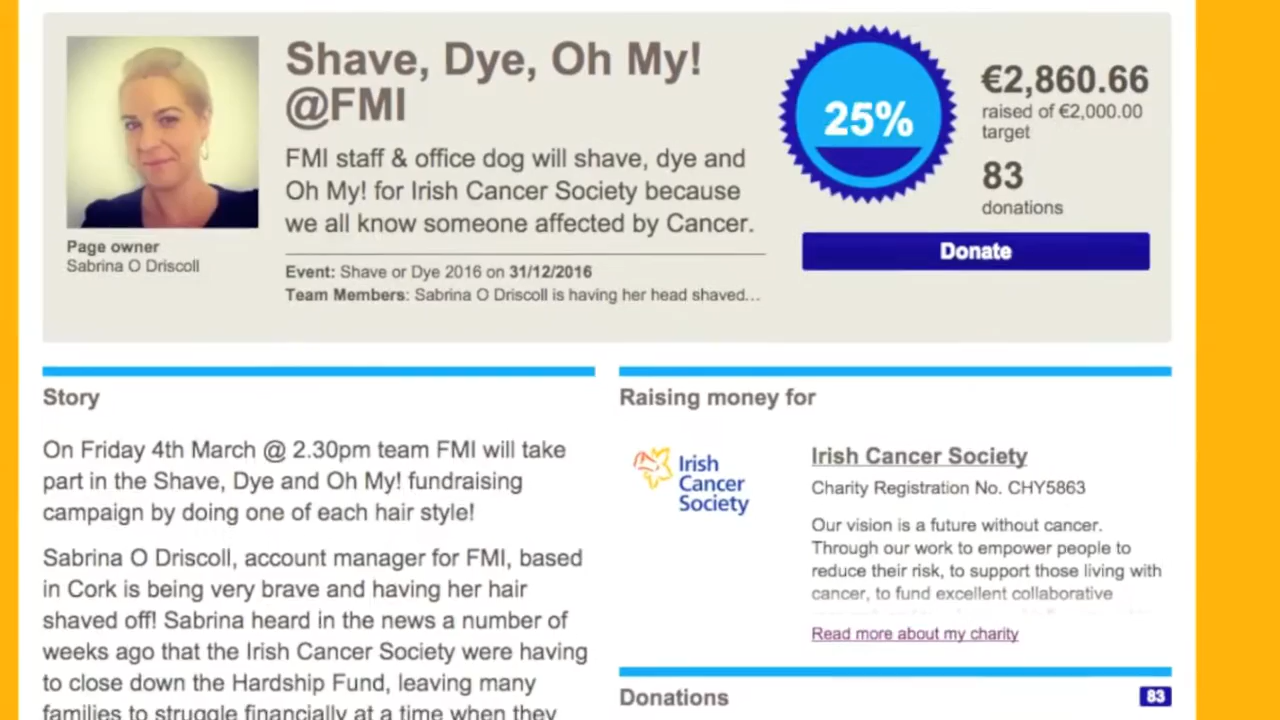 Shave, Dye, Oh My!
@FMI
FMI staff & office dog will shave, dye and
Oh My! for Irish Cancer Society because
we all know someone affected by Cancer.
Event: Shave or Dye 2016 on 31/12/2016
Team Members: Sabrina O Driscoll is having her head shaved...
Page owner
Sabrina O Driscoll
25%
€2,860.66
raised of €2,000.00
target
83
donations
Donate
Story
On Friday 4th March @ 2.30pm team FMI will take
part in the Shave, Dye and Oh My! fundraising
campaign by doing one of each hair style!
Sabrina O Driscoll, account manager for FMI, based
in Cork is being very brave and having her hair
shaved off! Sabrina heard in the news a number of
weeks ago that the Irish Cancer Society were having
to close down the Hardship Fund, leaving many
families to struggle financially at a time when they
Raising money for
Irish
Cancer
Society
Irish Cancer Society
Charity Registration No. CHY5863
Our vision is a future without cancer.
Through our work to empower people to
reduce their risk, to support those living with
cancer, to fund excellent collaborative
Read more about my charity
Donations
83